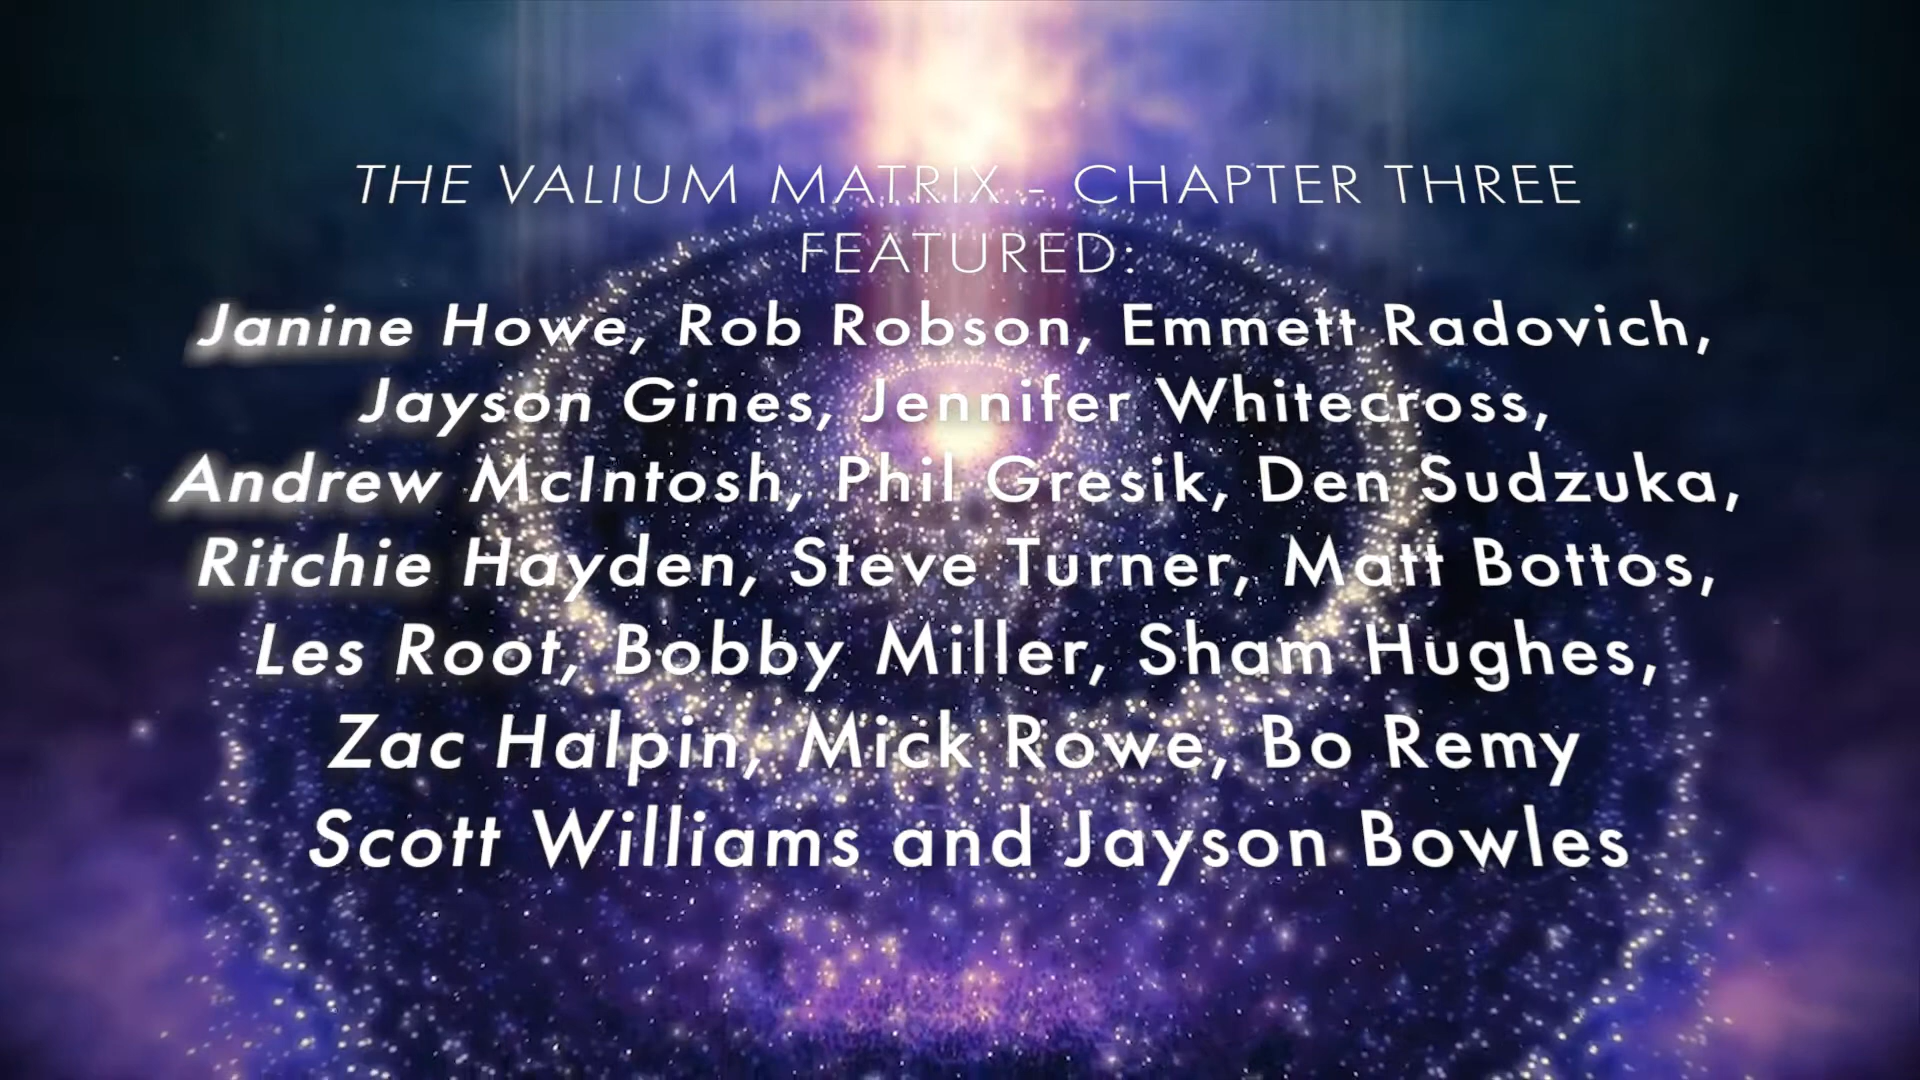 THE VALIUM MATRIX - CHAPTER THREE
FEATURED:
Janine Howe, Rob Robson, Emmett Radovich,
Jayson Gines, Jennifer Whitecross,
Andrew McIntosh, Phil Gresik, Den Sudzuka,
Ritchie Hayden, Steve Turner, Matt Bottos,
Les Root, Bobby Miller, Sham Hughes,
Zac Halpin, Mick Rowe, Bo Remy
Scott Williams and Jayson Bowles